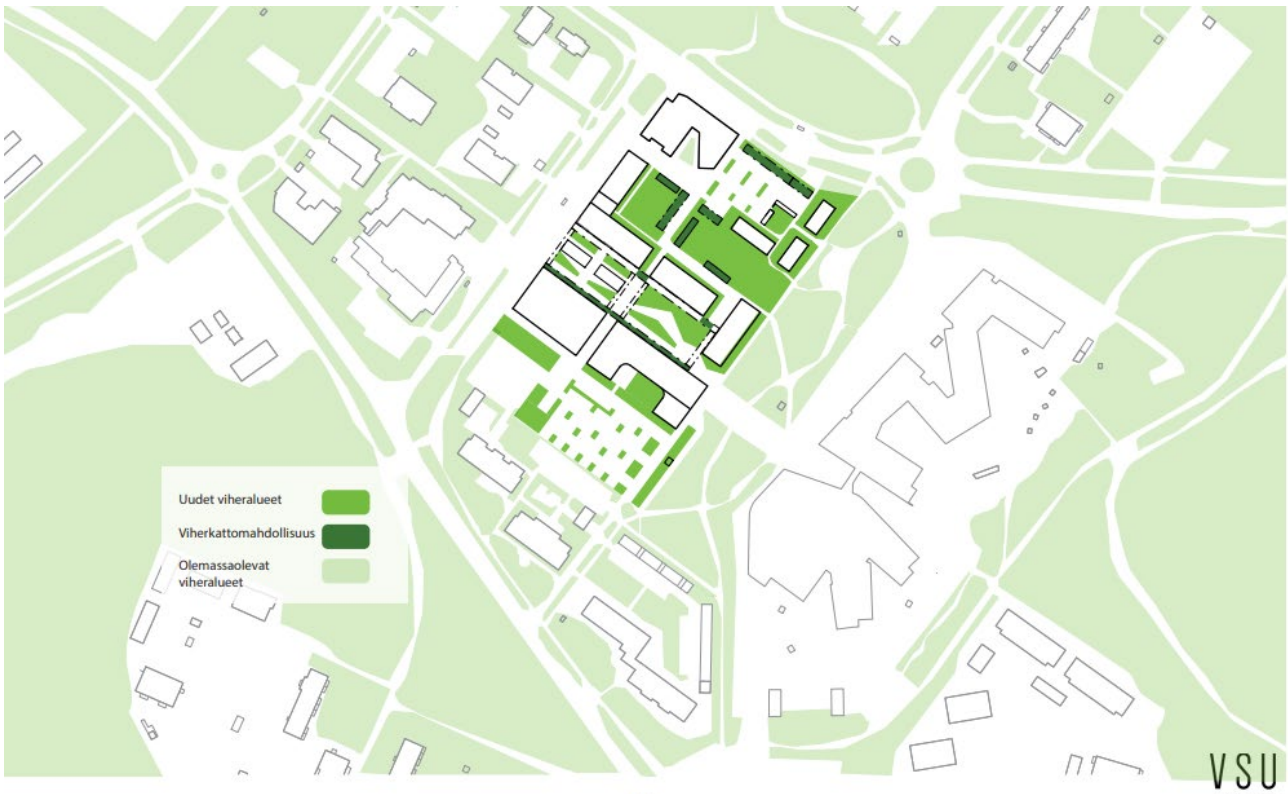 Uudet viheralueet
Viherkattomahdollisuus
Olemassaolevat
viheralueet
VSU